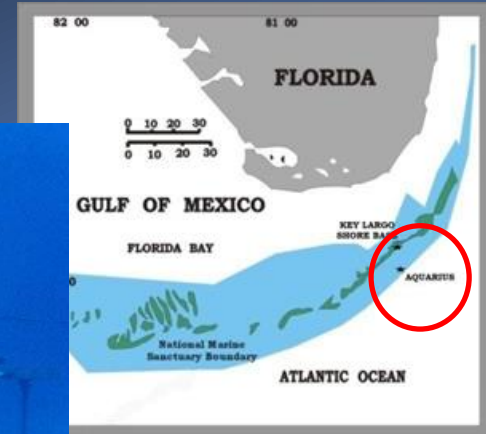 82 00
81 00
FLORIDA
0 10 20 30
0 10 20 30
GULF OF MEXICO
KEY LARGO
SHORE BASE
FLORIDA BAY
AQUARIUS
0
National Marine
Sanctuary Boundary
ATLANTIC OCEAN